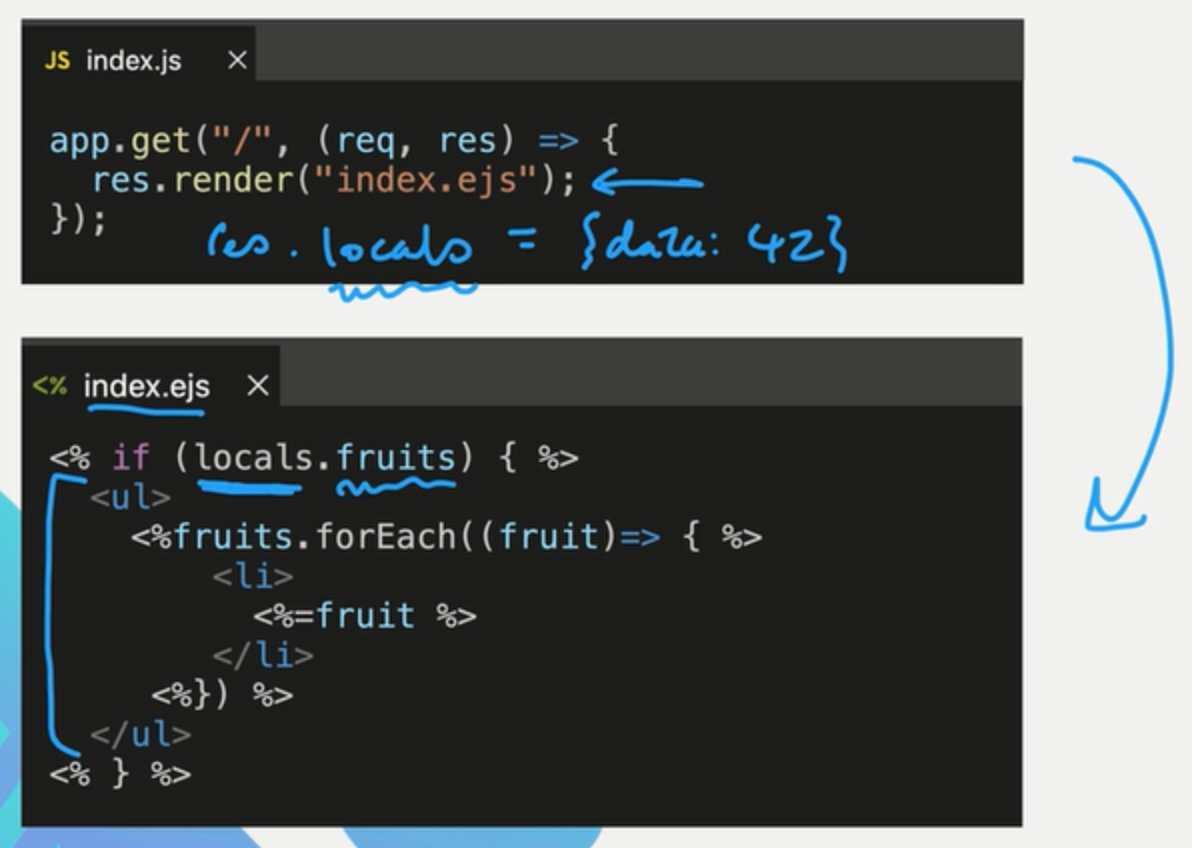 JS index.js ×
app.get("/", (req, res) => {
res.render("index.ejs");
});
res. locals = {data: 42}
<% index.ejs ×
<% if (locals.fruits) { %>
<ul>
<%fruits.forEach((fruit)=> { %>
<li>
<%=fruit %>
</li>
<%}) %>
</ul>
<% } %>